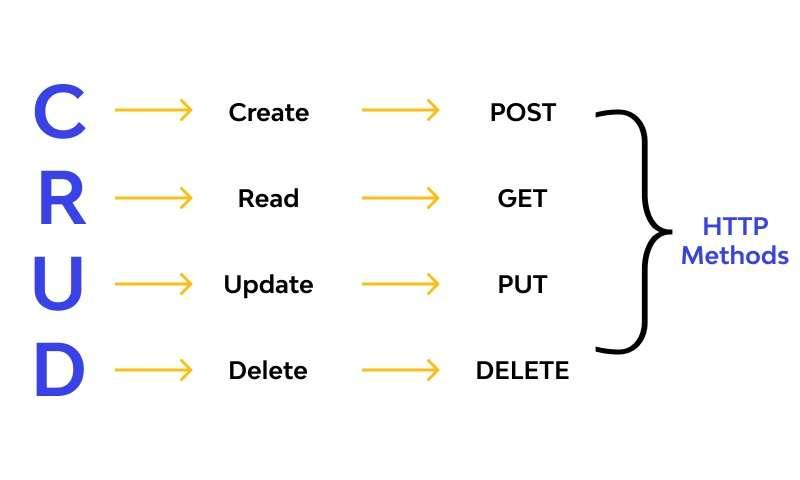 C Create POST
R Read GET
U Update PUT
D Delete DELETE
HTTP
Methods